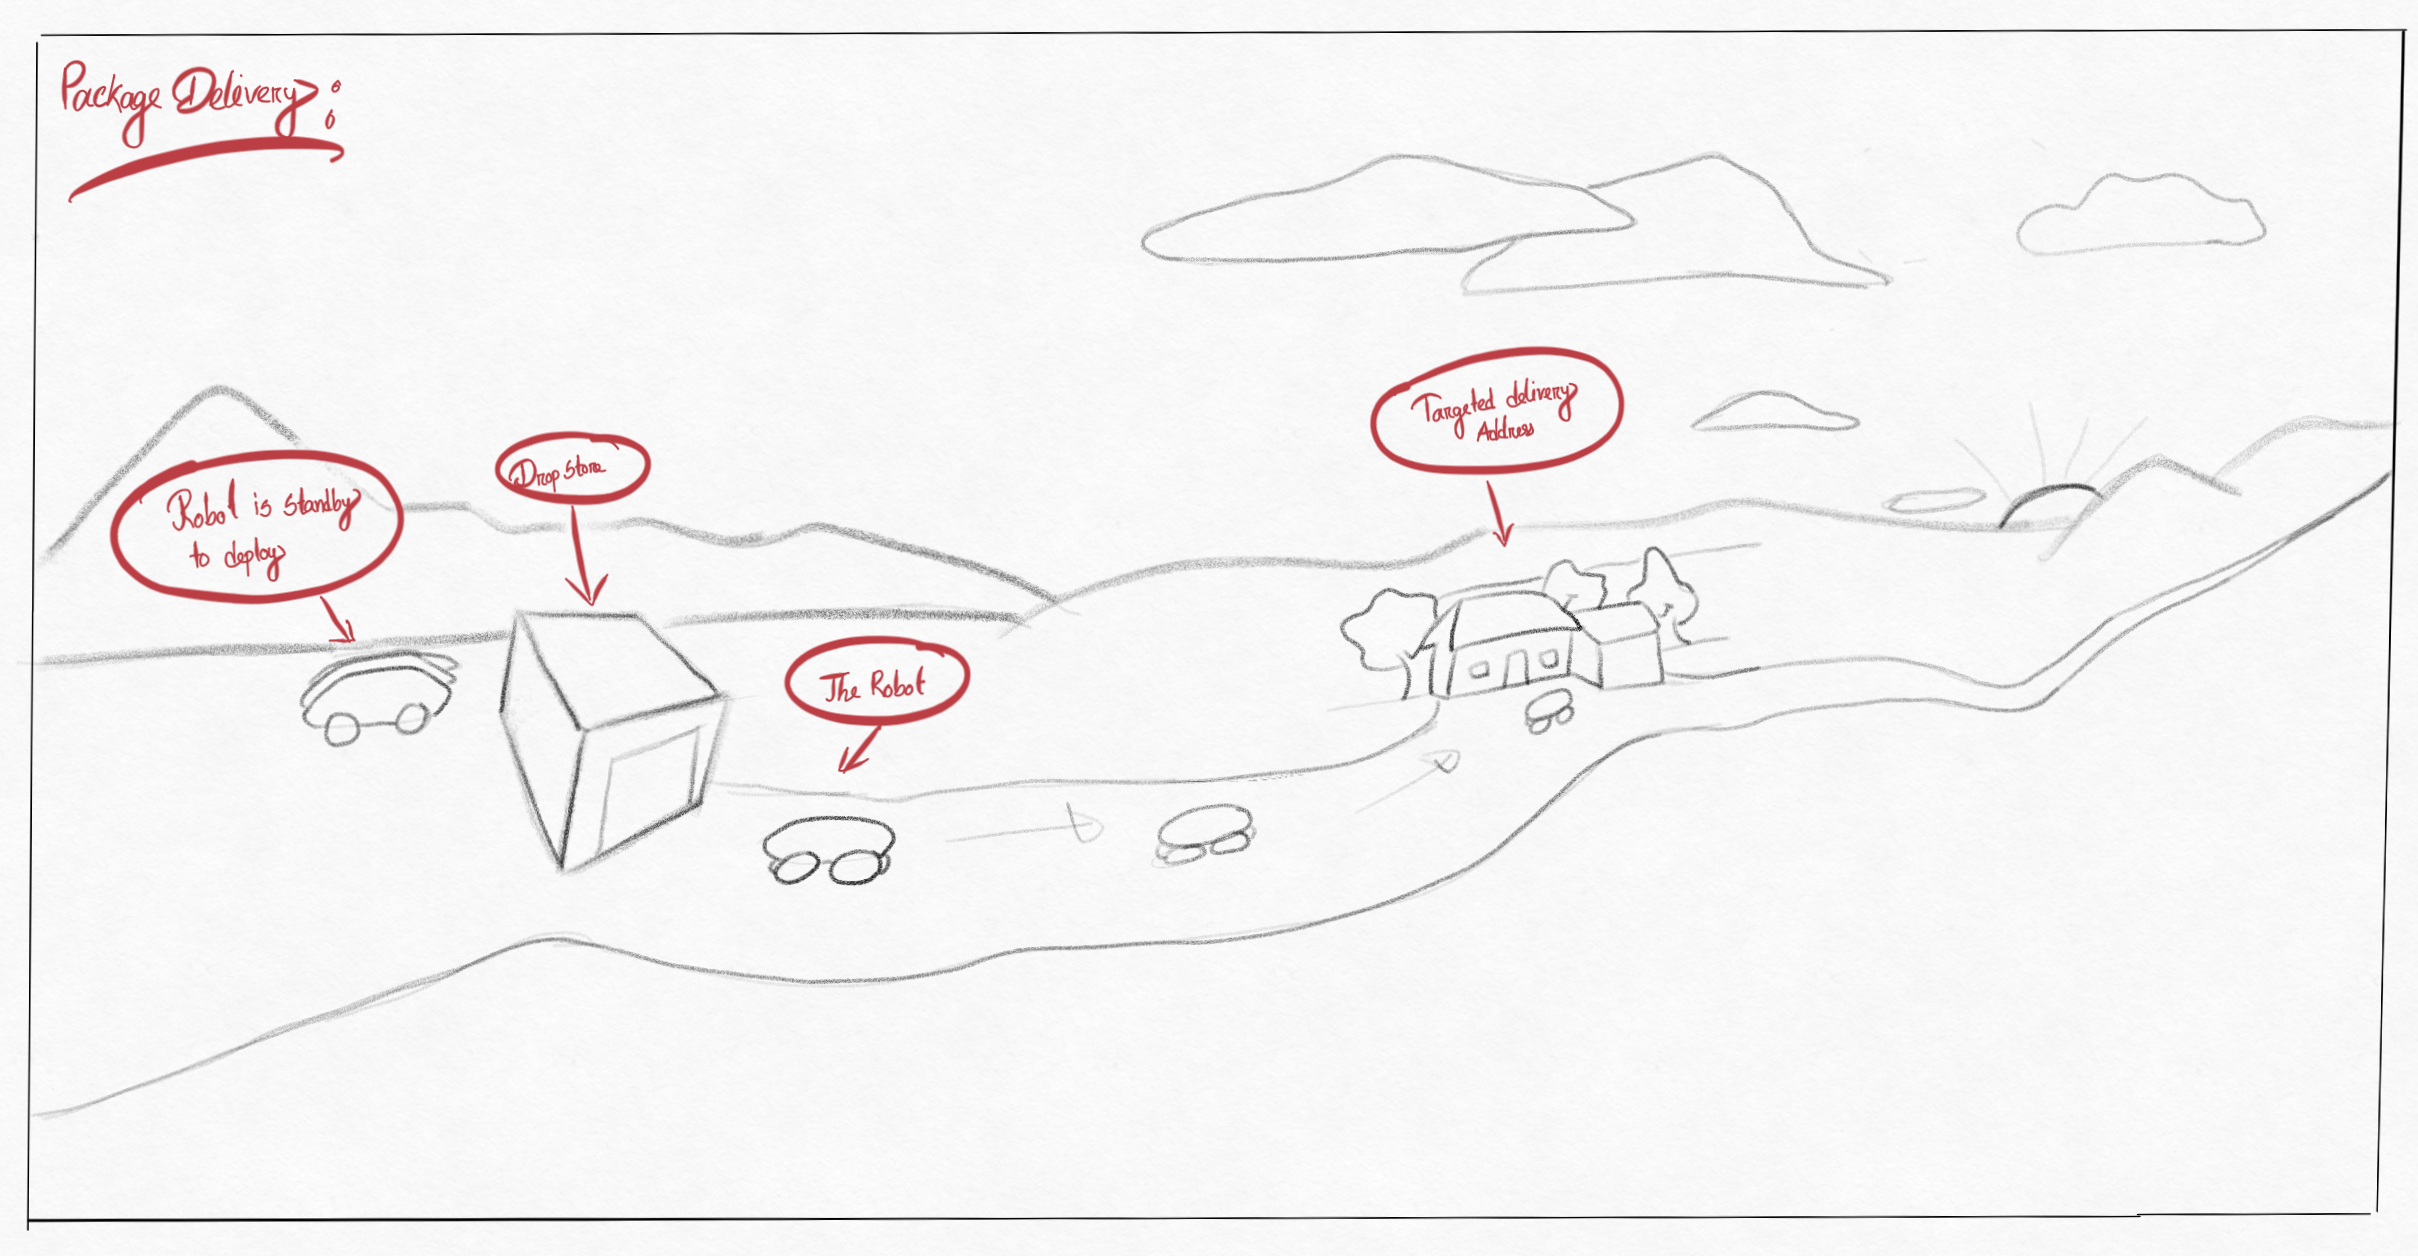 Package Delivery:
Robot is standby
to deploy
Drop Store
The Robot
Targeted delivery
Address